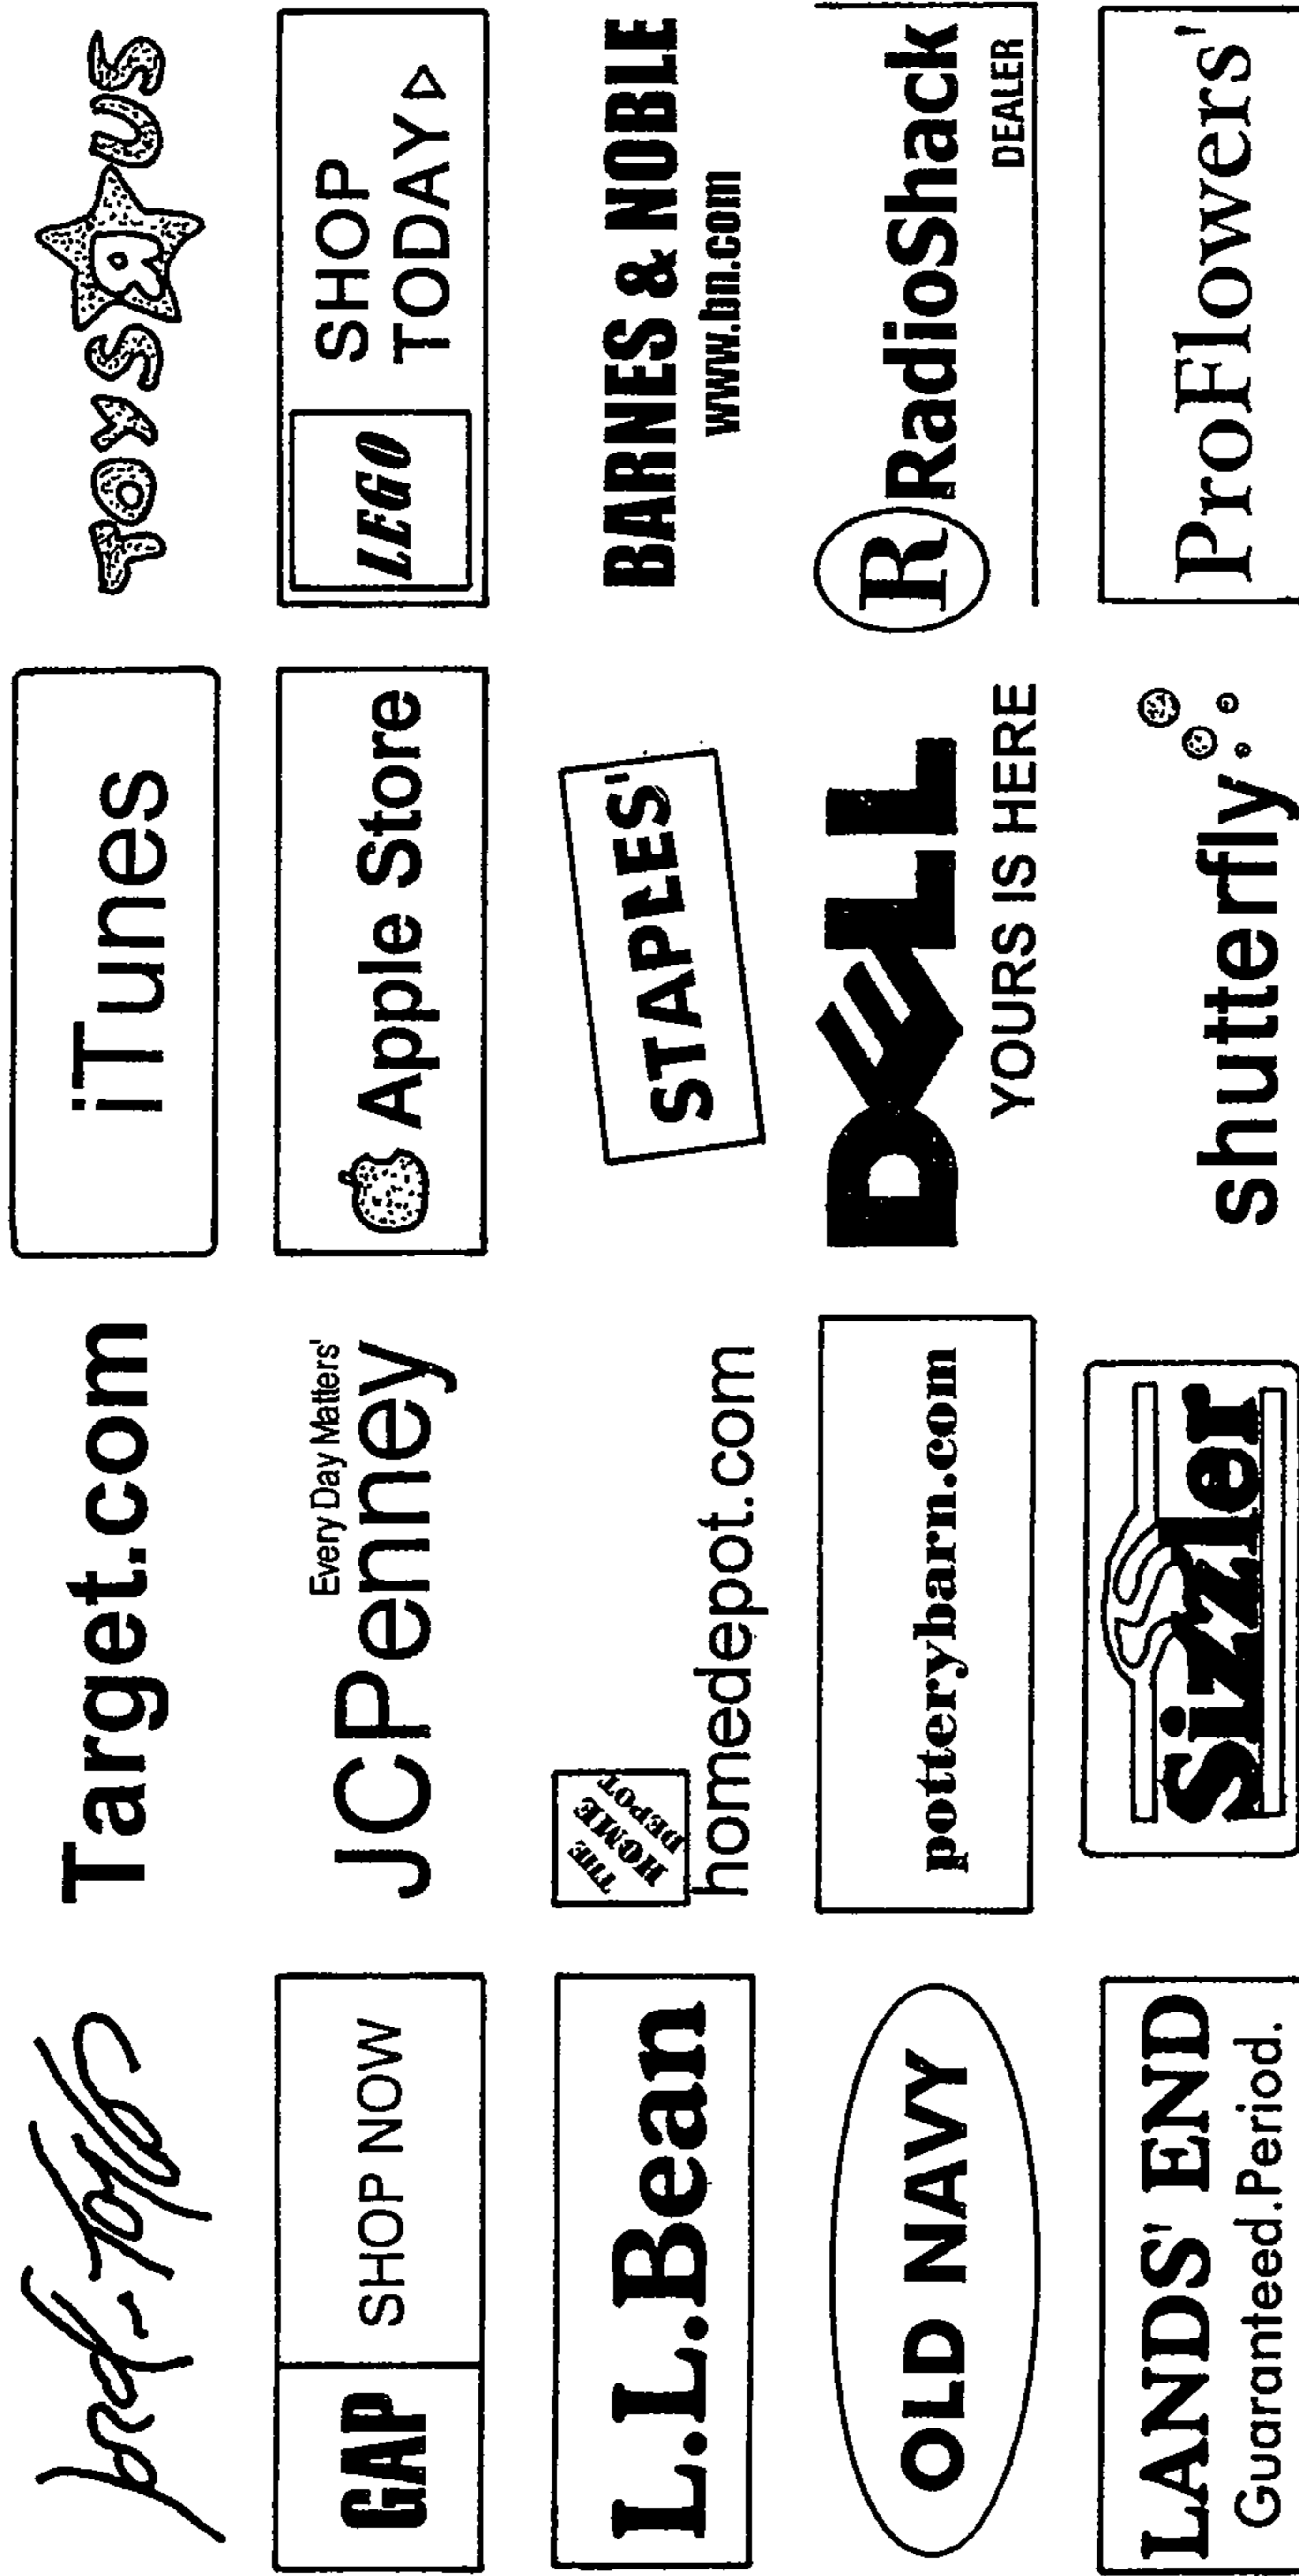 Target.com
iTunes
TOYS R US
GAP SHOP NOW
Every Day Matters'
JCPenney
Apple Store
LEGO SHOP
TODAY
L.L.Bean
THE
HOME
DEPOT
homedepot.com
STAPLES'
BARNES & NOBLE
www.bn.com
OLD NAVY
potterybarn.com
DELL
YOURS IS HERE
R RadioShack
DEALER
LANDS' END
Guaranteed.Period.
Sizzler
shutterfly
ProFlowers'